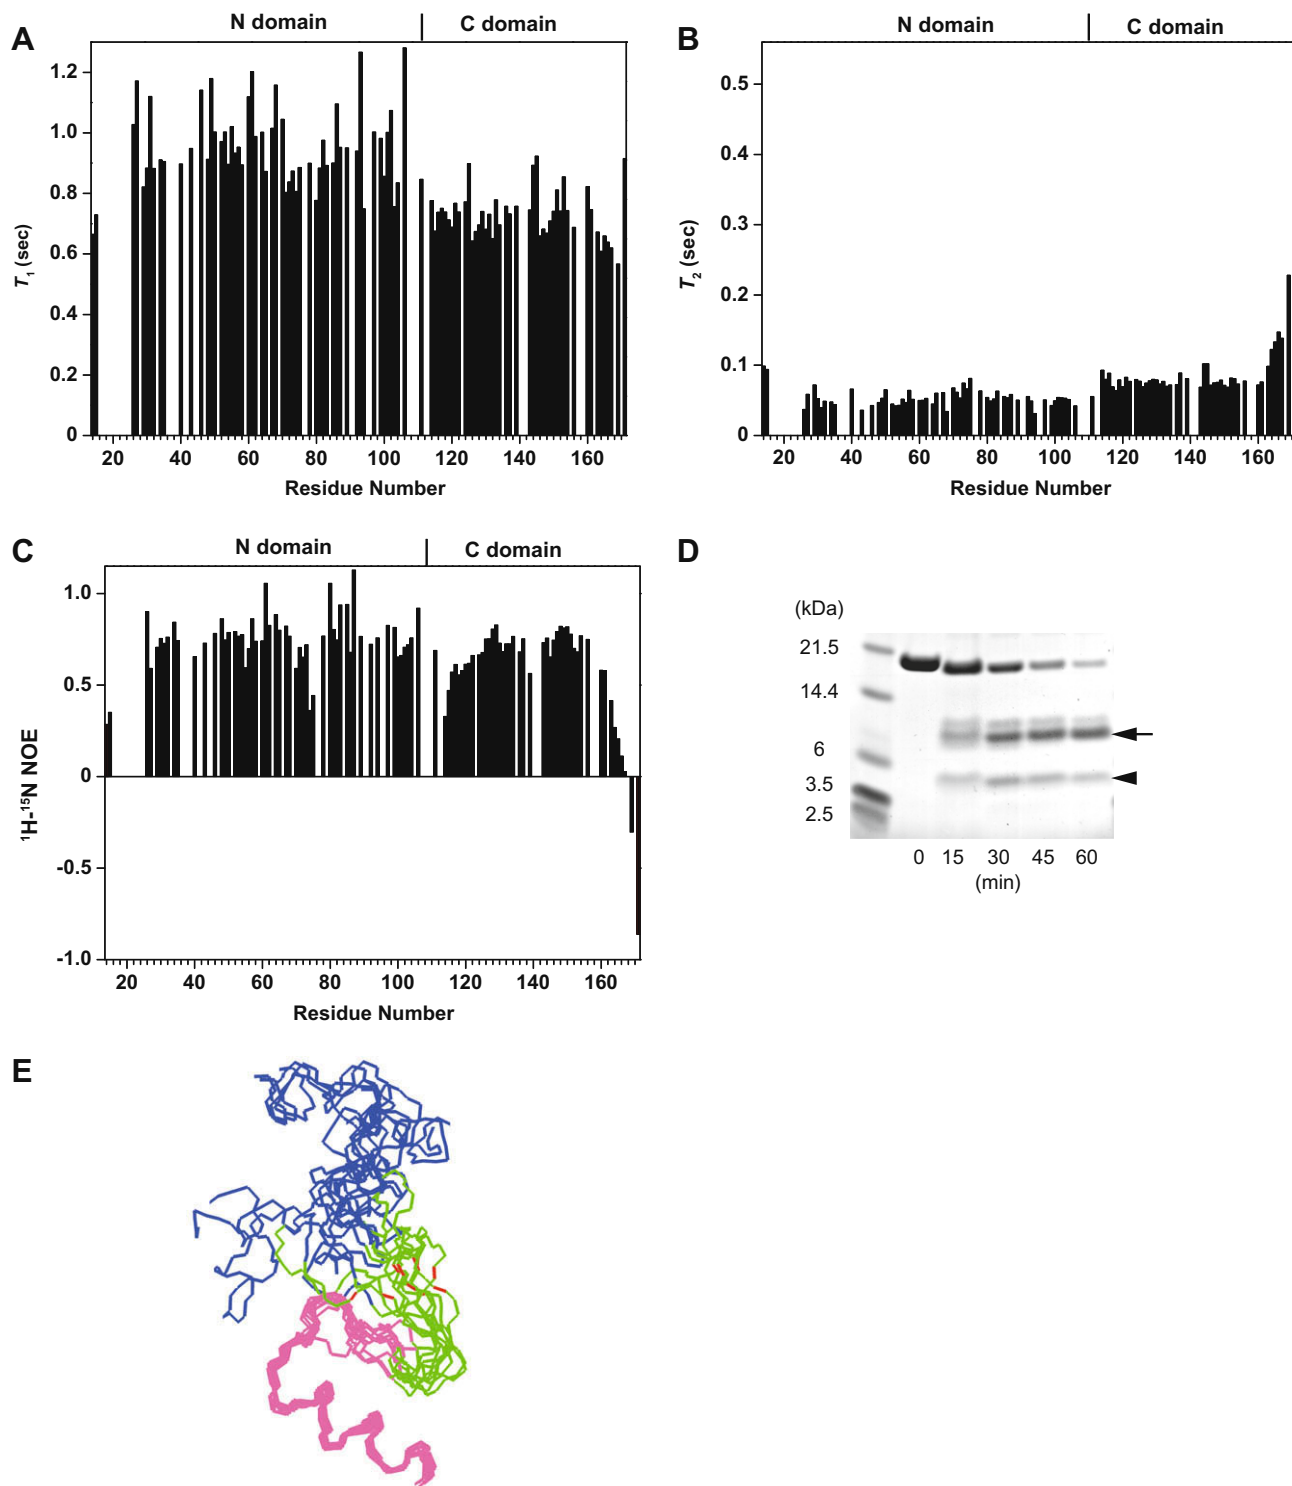 A
N domain
C domain
1.2
1.0
0.8
0.6
0.4
0.2
0
T1 (sec)
20 40 60 80 100 120 140 160
Residue Number
B
N domain
C domain
0.5
0.4
0.3
0.2
0.1
0
T2 (sec)
20 40 60 80 100 120 140 160
Residue Number
C
N domain
C domain
1.0
0.5
0
-0.5
-1.0
¹H-¹⁵N NOE
20 40 60 80 100 120 140 160
Residue Number
D
(kDa)
21.5
14.4
6
3.5
2.5
0 15 30 45 60
(min)
E